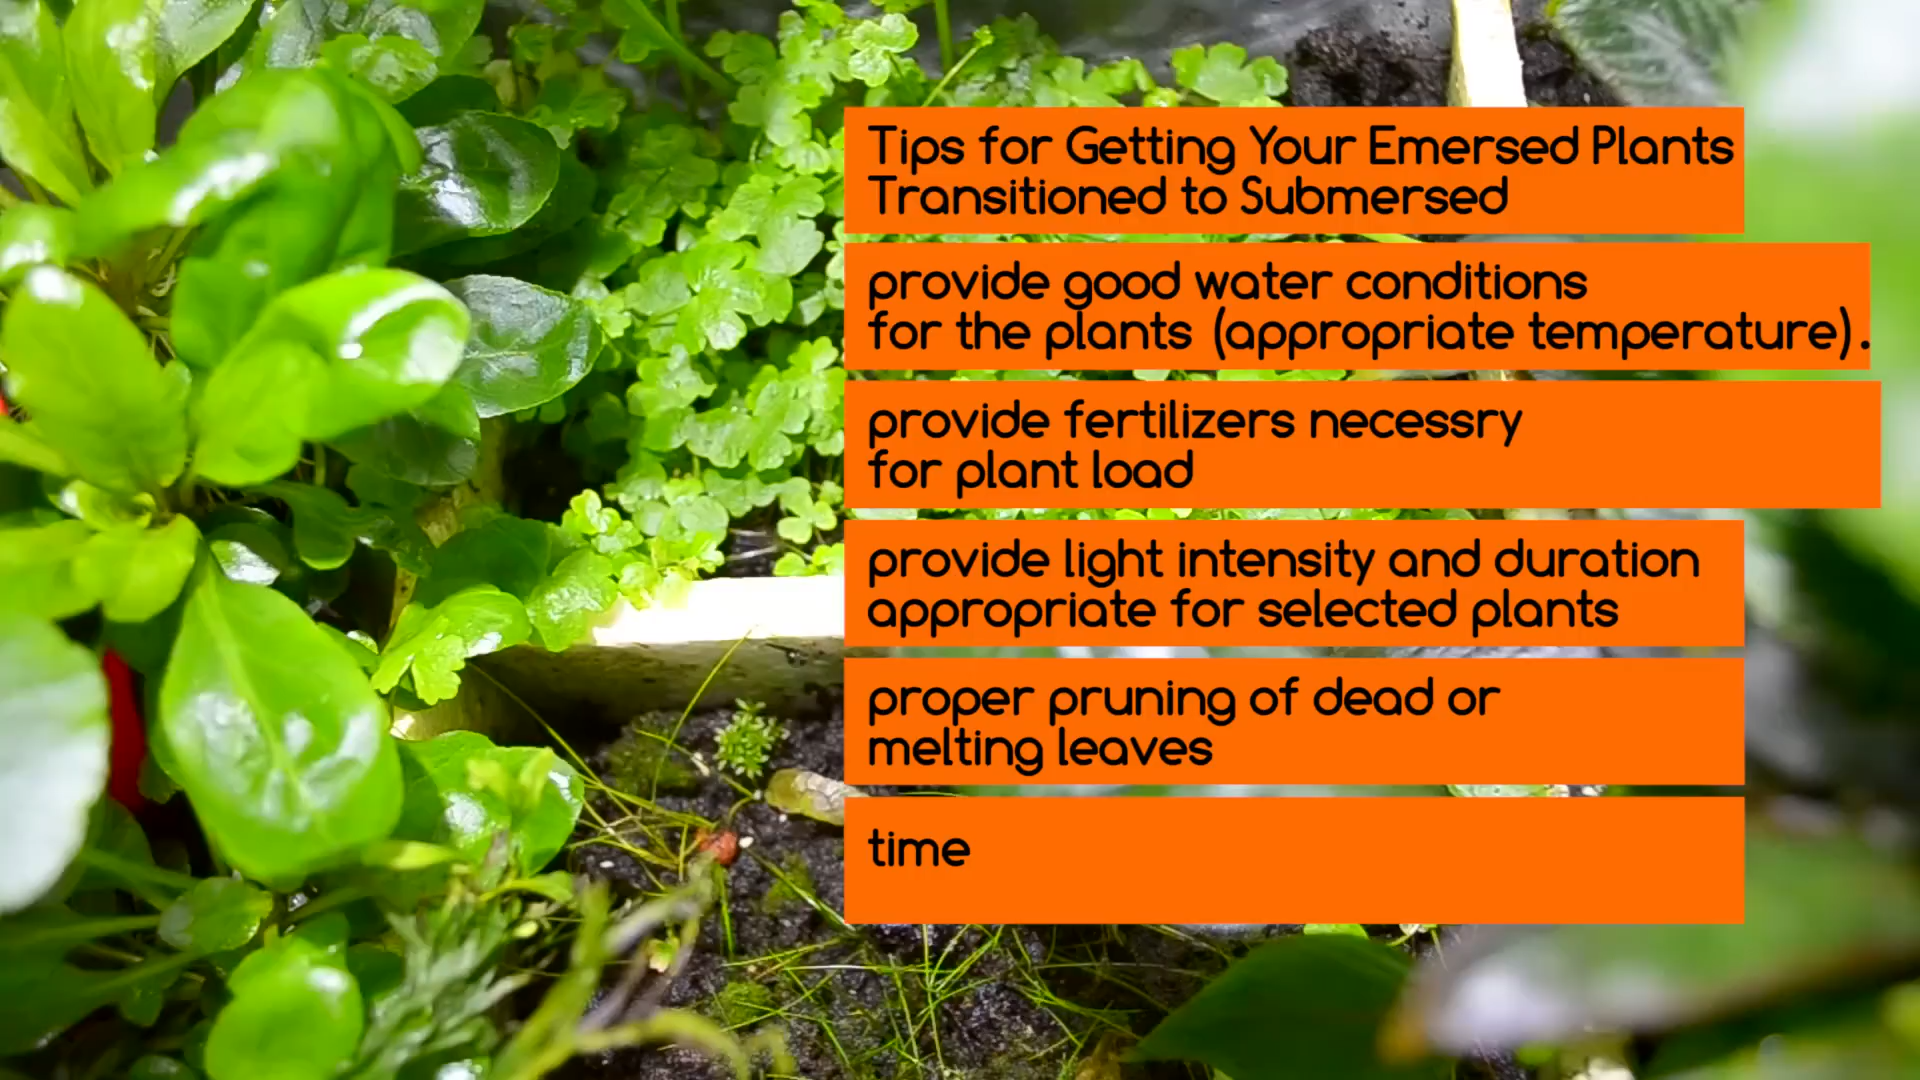 Tips for Getting Your Emersed Plants
Transitioned to Submersed
provide good water conditions
for the plants (appropriate temperature).
provide fertilizers necessry
for plant load
provide light intensity and duration
appropriate for selected plants
proper pruning of dead or
melting leaves
time